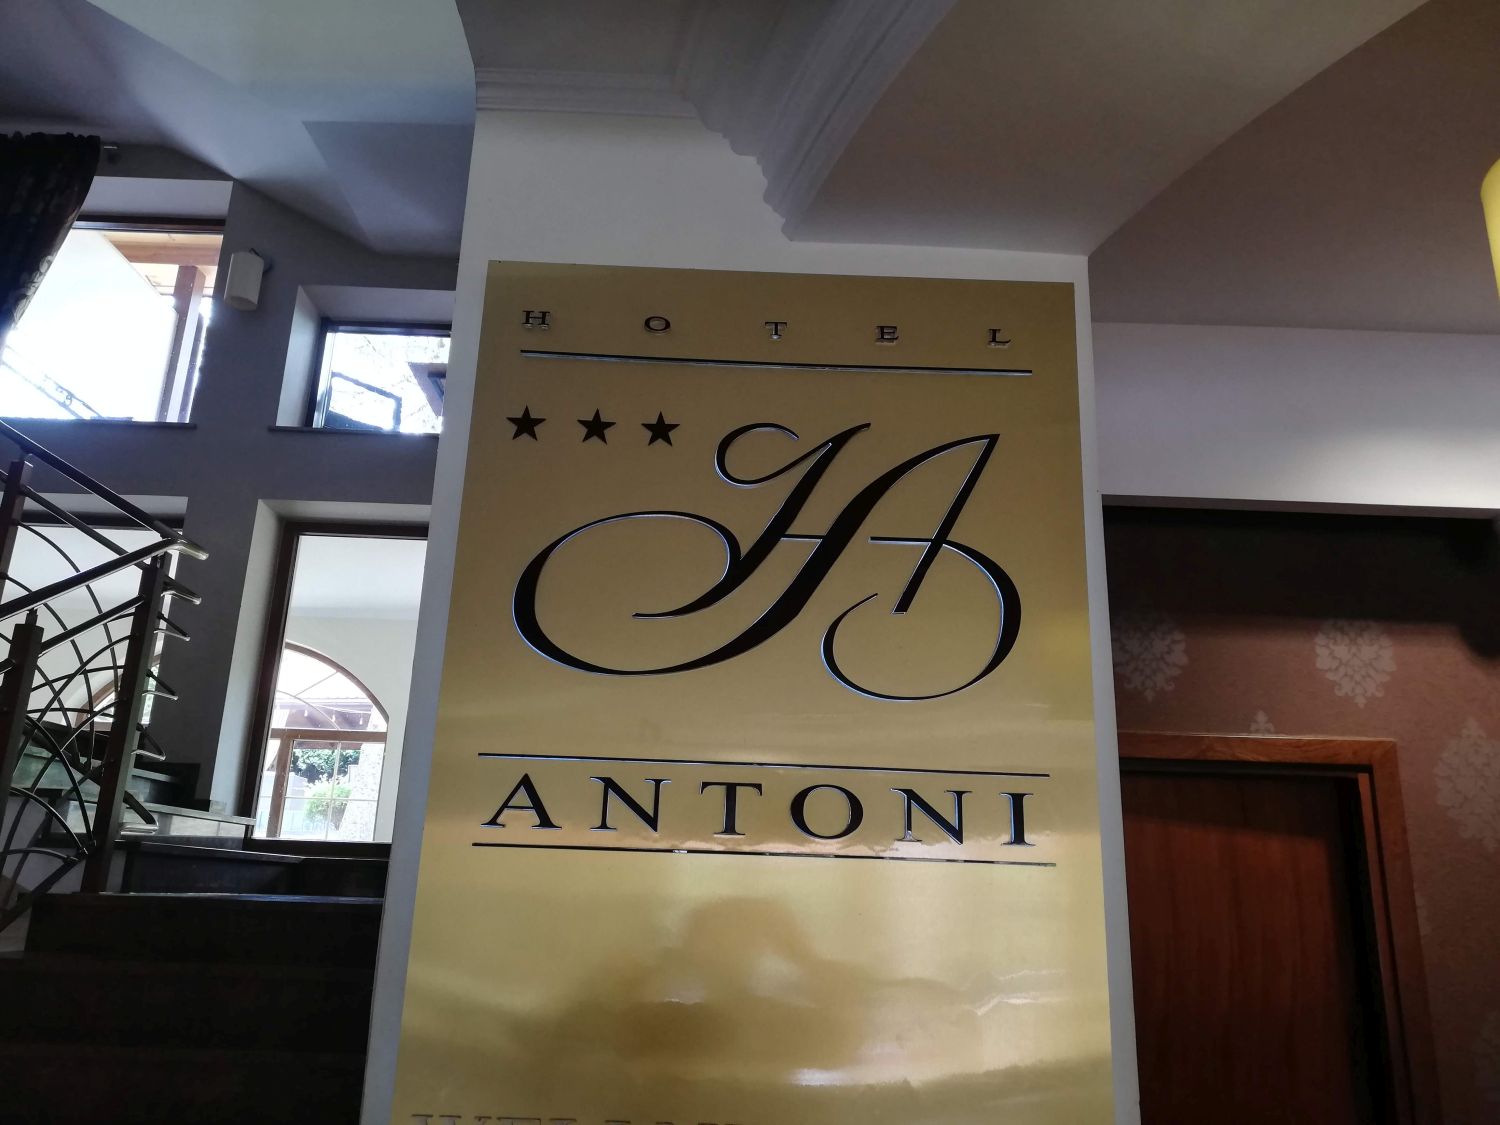 HOTEL
★★★ HA
ANTONI